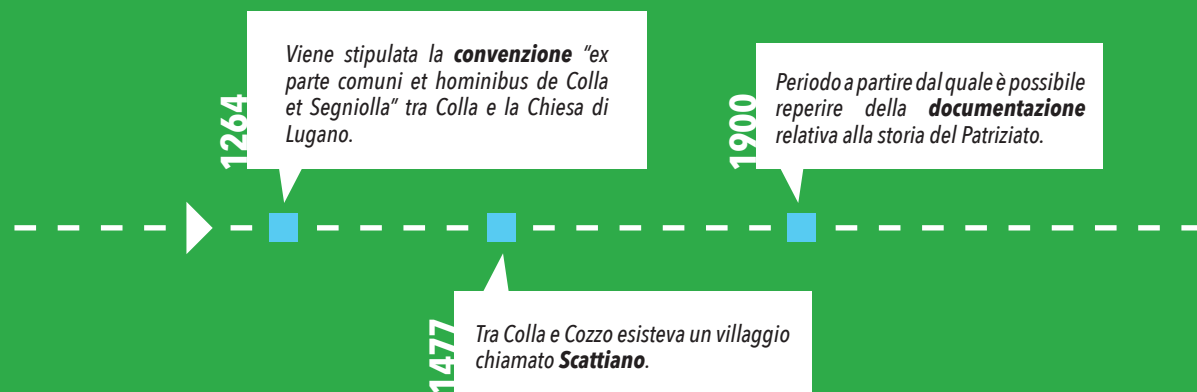 1264
Viene stipulata la convenzione “ex
parte comuni et hominibus de Colla
et Segniolla” tra Colla e la Chiesa di
Lugano.
1477
Tra Colla e Cozzo esisteva un villaggio
chiamato Scattiano.
1900
Periodo a partire dal quale è possibile
reperire della documentazione
relativa alla storia del Patriziato.